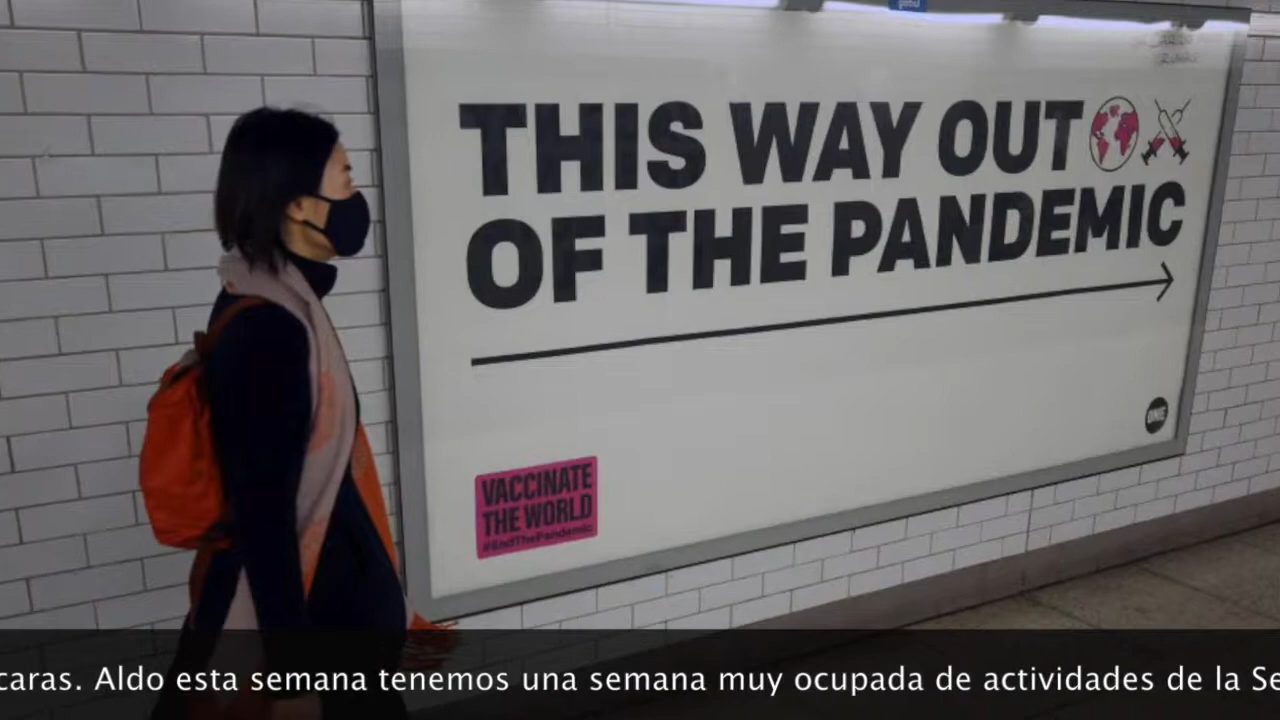 global
THIS WAY OUT
OF THE PANDEMIC
ONE
VACCINATE
THE WORLD
#EndThePandemic
caras. Aldo esta semana tenemos una semana muy ocupada de actividades de la Se